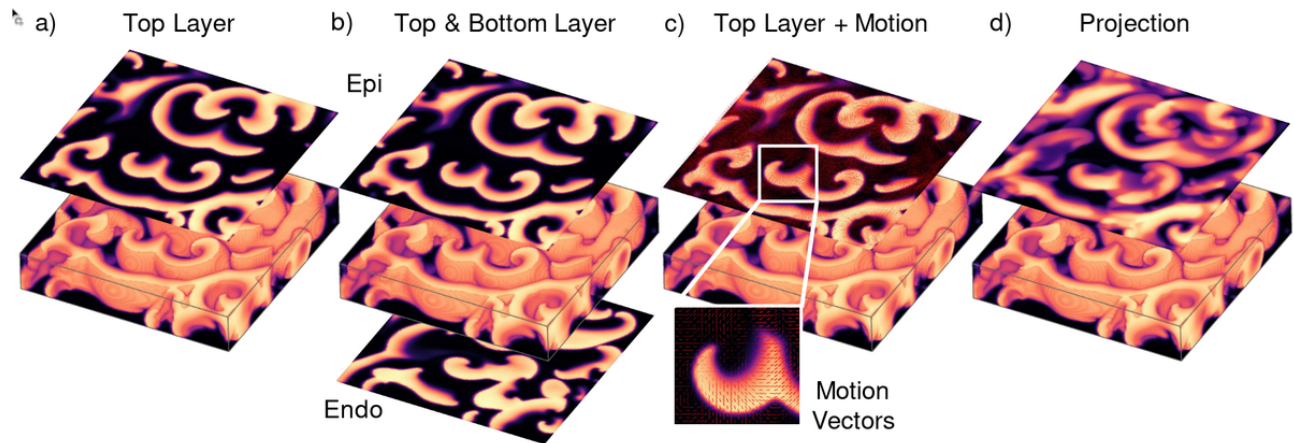 a) Top Layer
b) Top & Bottom Layer
c) Top Layer + Motion
d) Projection
Epi
Endo
Motion
Vectors